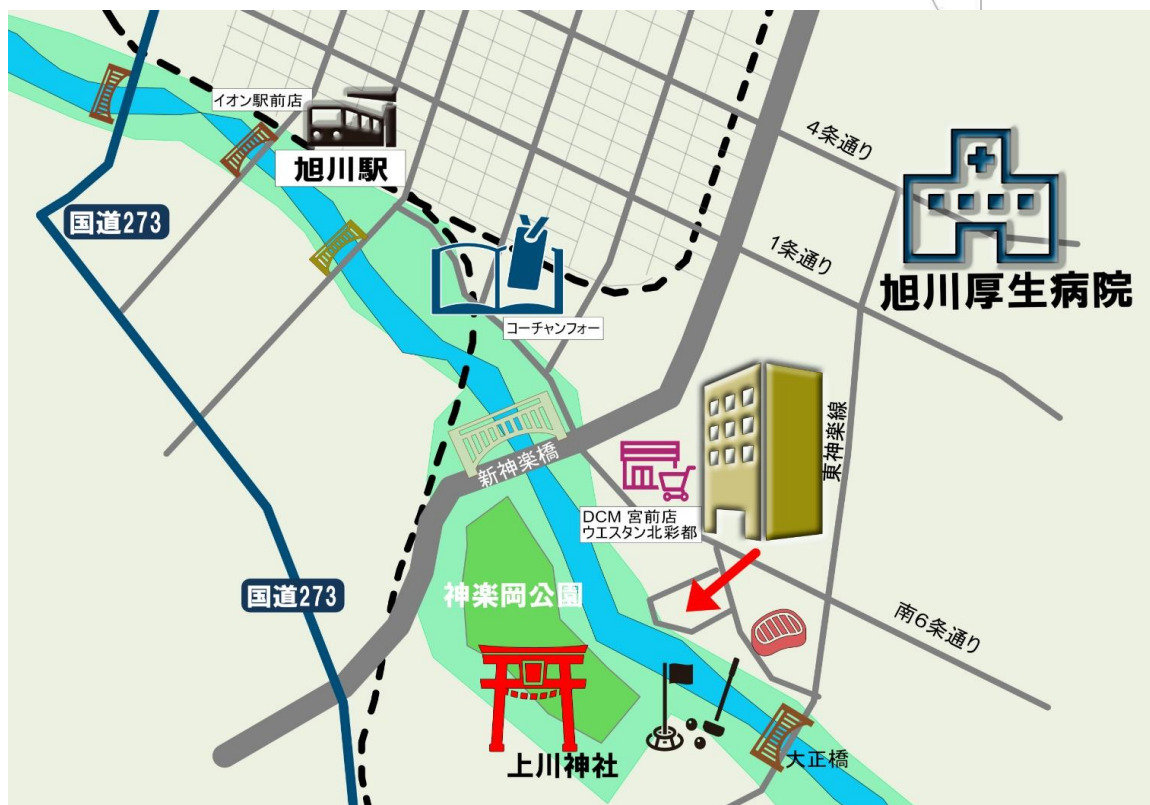 イオン駅前店
旭川駅
国道273
4条通り
1条通り
旭川厚生病院
コーチャンフォー
東神楽線
新神楽橋
DCM 宮前店
ウエスタン北彩都
国道273
神楽岡公園
南6条通り
上川神社
大正橋